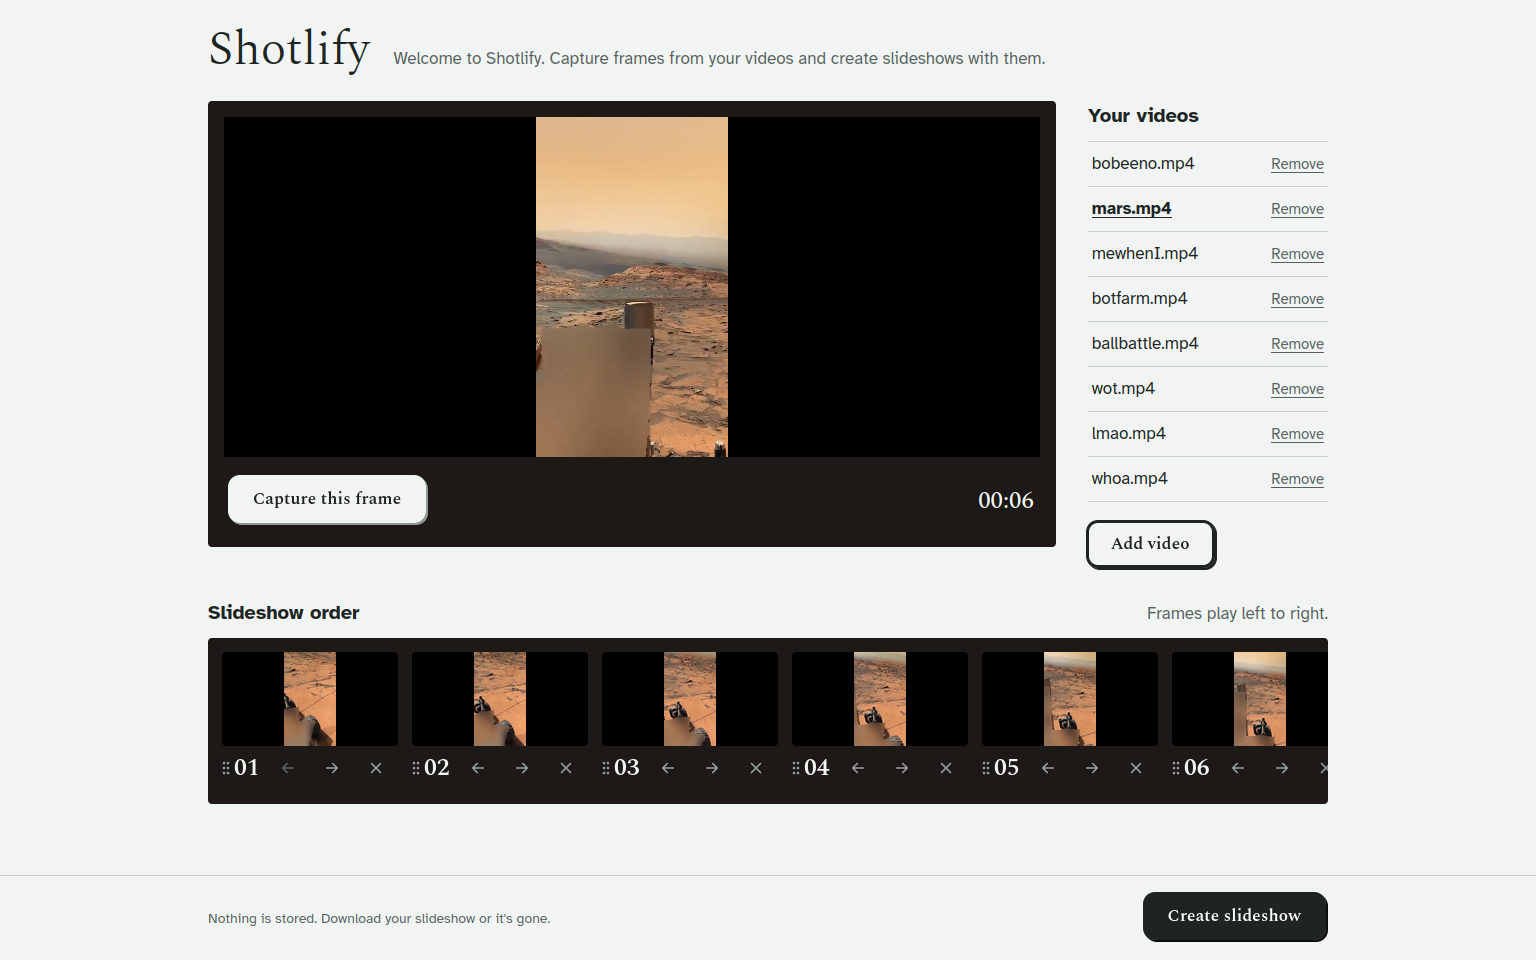 Shotlify
Welcome to Shotlify. Capture frames from your videos and create slideshows with them.
Capture this frame
00:06
Your videos
bobeeno.mp4 Remove
mars.mp4 Remove
mewhenI.mp4 Remove
botfarm.mp4 Remove
ballbattle.mp4 Remove
wot.mp4 Remove
lmao.mp4 Remove
whoa.mp4 Remove
Add video
Slideshow order
Frames play left to right.
01 ← → ×
02 ← → ×
03 ← → ×
04 ← → ×
05 ← → ×
06 ← → ×
Nothing is stored. Download your slideshow or it's gone.
Create slideshow